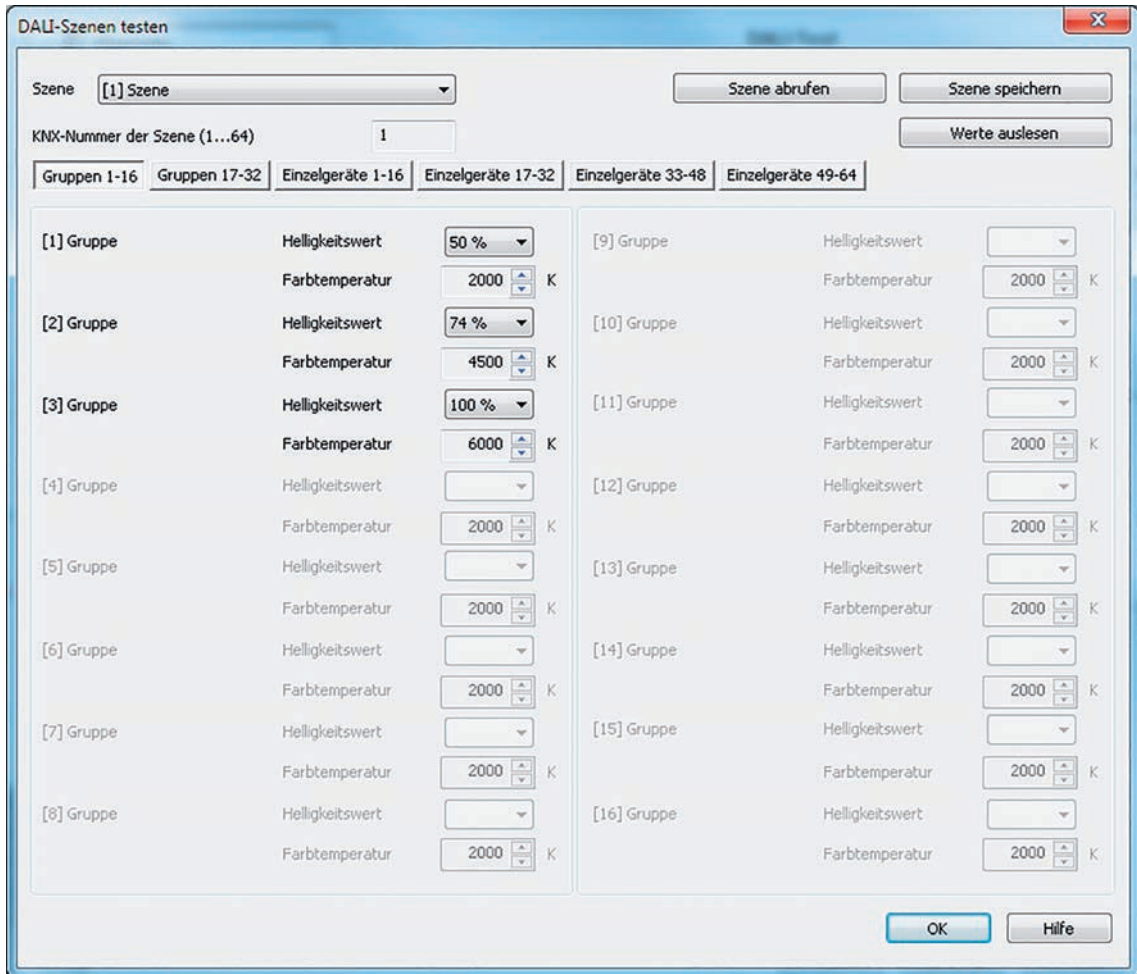 DALI-Szenen testen
Szene [1] Szene Szene abrufen Szene speichern
KNX-Nummer der Szene (1...64) 1 Werte auslesen
Gruppen 1-16 Gruppen 17-32 Einzelgeräte 1-16 Einzelgeräte 17-32 Einzelgeräte 33-48 Einzelgeräte 49-64
[1] Gruppe Helligkeitswert 50 %
Farbtemperatur 2000 K
[2] Gruppe Helligkeitswert 74 %
Farbtemperatur 4500 K
[3] Gruppe Helligkeitswert 100 %
Farbtemperatur 6000 K
[4] Gruppe Helligkeitswert
Farbtemperatur 2000 K
[5] Gruppe Helligkeitswert
Farbtemperatur 2000 K
[6] Gruppe Helligkeitswert
Farbtemperatur 2000 K
[7] Gruppe Helligkeitswert
Farbtemperatur 2000 K
[8] Gruppe Helligkeitswert
Farbtemperatur 2000 K
[9] Gruppe Helligkeitswert
Farbtemperatur 2000 K
[10] Gruppe Helligkeitswert
Farbtemperatur 2000 K
[11] Gruppe Helligkeitswert
Farbtemperatur 2000 K
[12] Gruppe Helligkeitswert
Farbtemperatur 2000 K
[13] Gruppe Helligkeitswert
Farbtemperatur 2000 K
[14] Gruppe Helligkeitswert
Farbtemperatur 2000 K
[15] Gruppe Helligkeitswert
Farbtemperatur 2000 K
[16] Gruppe Helligkeitswert
Farbtemperatur 2000 K
OK Hilfe